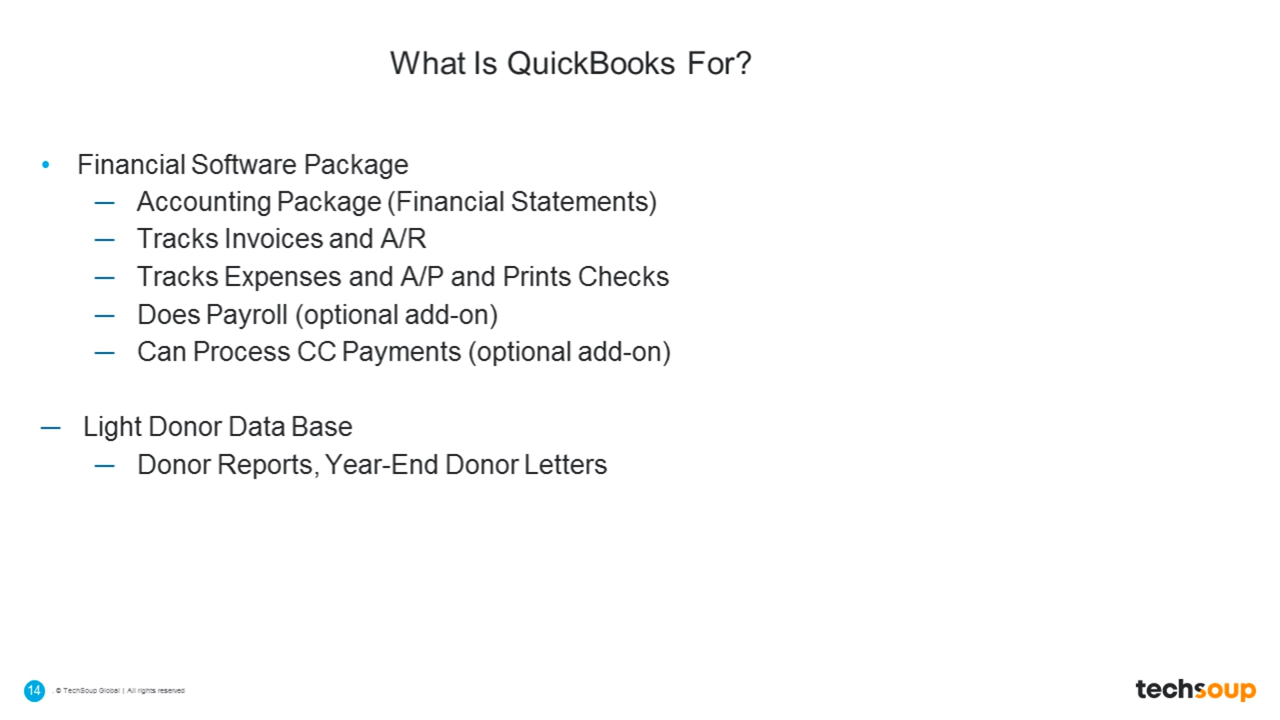 What Is QuickBooks For?
• Financial Software Package
— Accounting Package (Financial Statements)
— Tracks Invoices and A/R
— Tracks Expenses and A/P and Prints Checks
— Does Payroll (optional add-on)
— Can Process CC Payments (optional add-on)
— Light Donor Data Base
— Donor Reports, Year-End Donor Letters
14 . © TechSoup Global | All rights reserved
techsoup